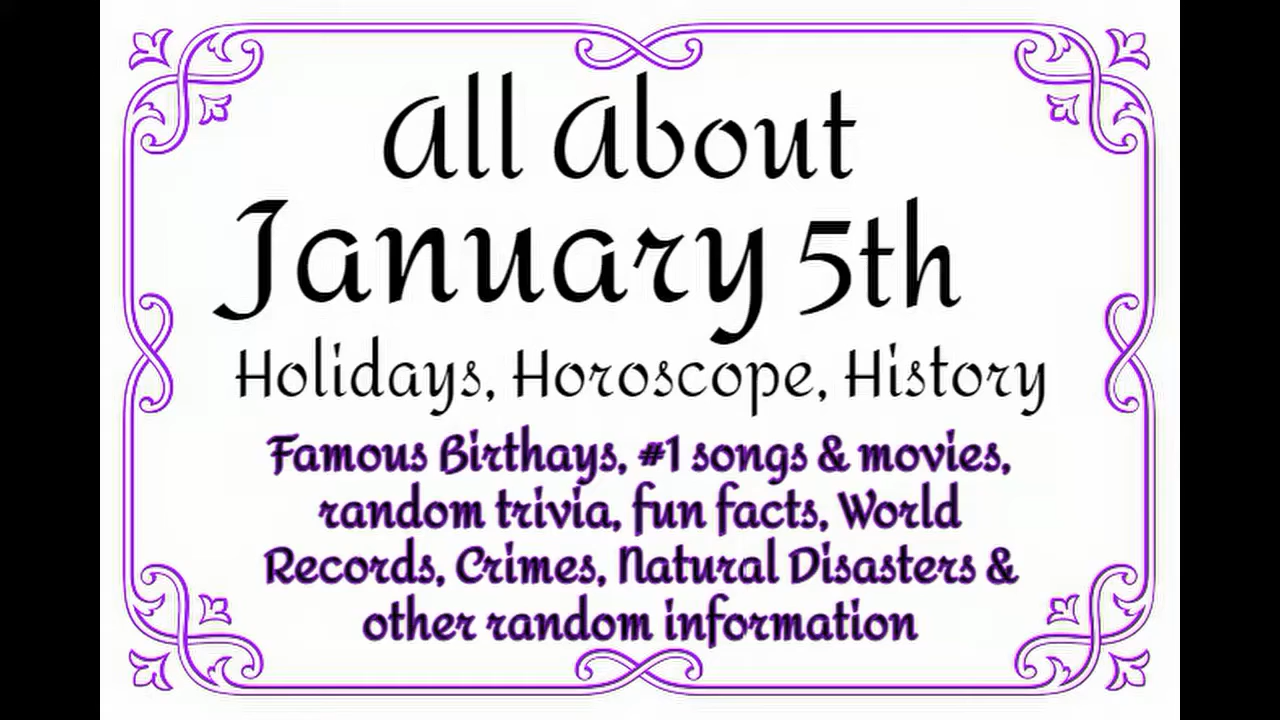 All About
January 5th
Holidays, Horoscope, History
Famous Birthays, #1 songs & movies,
random trivia, fun facts, World
Records, Crimes, Natural Disasters &
other random information